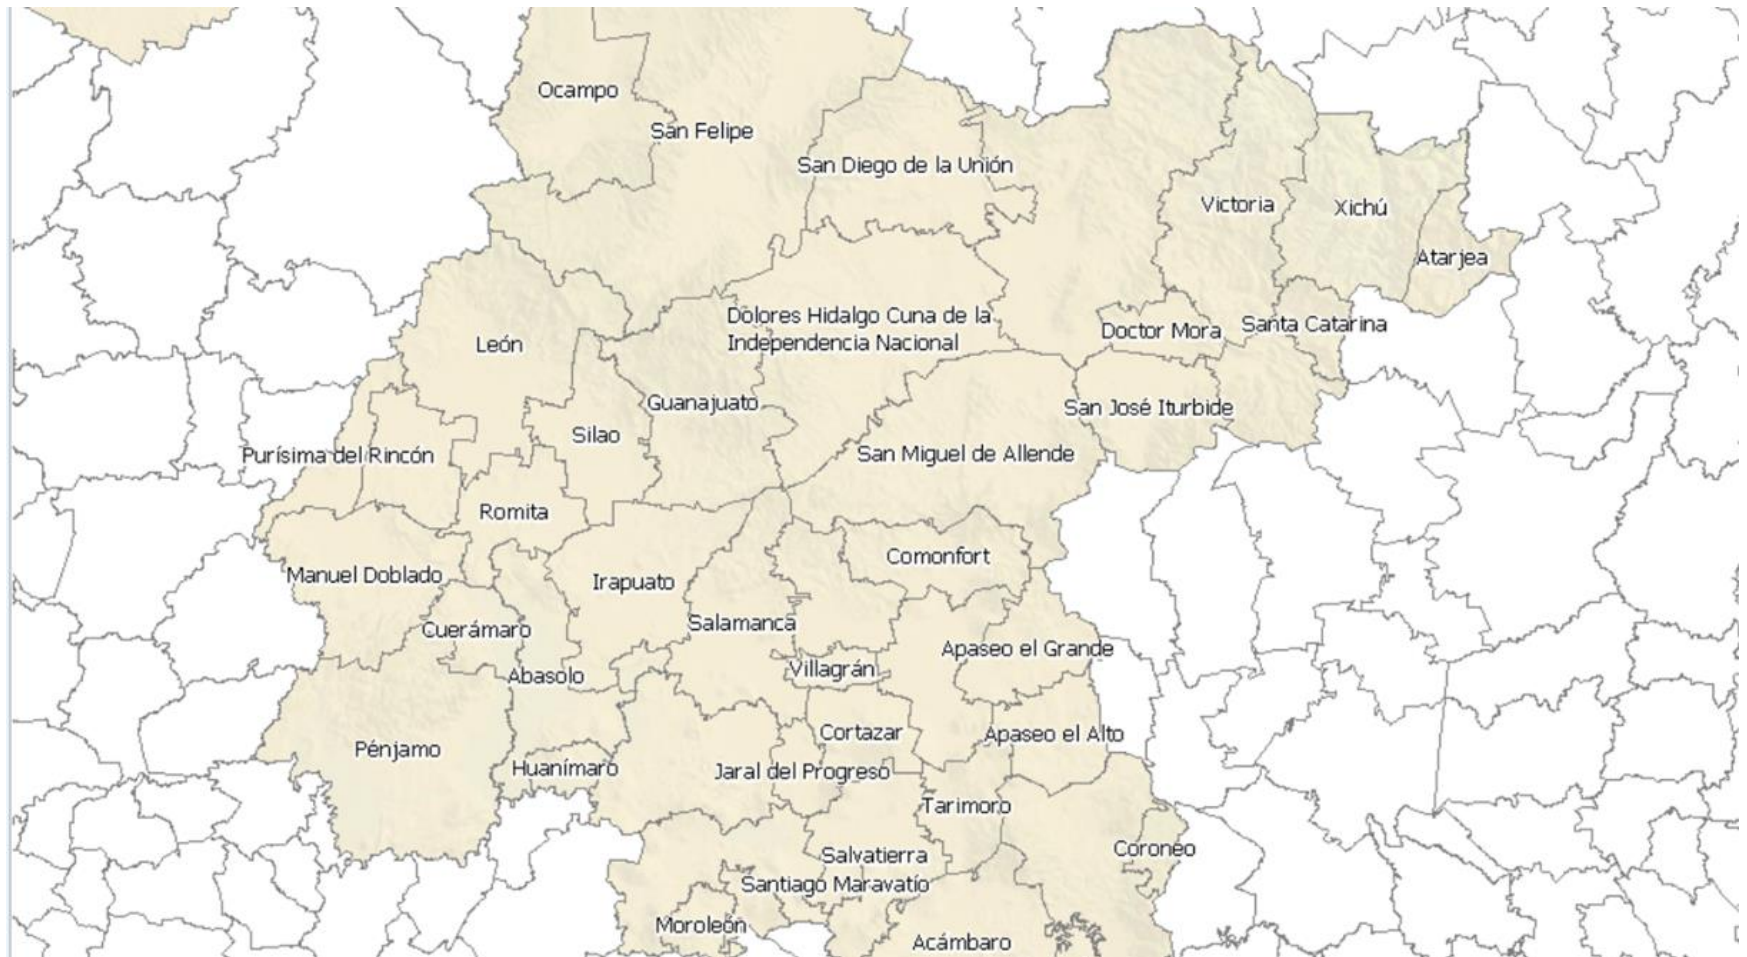 Ocampo
San Felipe
San Diego de la Unión
Victoria
Xichú
Atarjea
Dolores Hidalgo Cuna de la
Independencia Nacional
Doctor Mora
Santa Catarina
León
Guanajuato
San José Iturbide
Silao
Purísima del Rincón
San Miguel de Allende
Romita
Comonfort
Manuel Doblado
Irapuato
Cuerámaro
Salamanca
Apaseo el Grande
Abasolo
Villagrán
Cortazar
Apaseo el Alto
Pénjamo
Huanímaro
Jaral del Progreso
Tarimoro
Coroneo
Salvatierra
Santiago Maravatío
Moroleón
Acámbaro